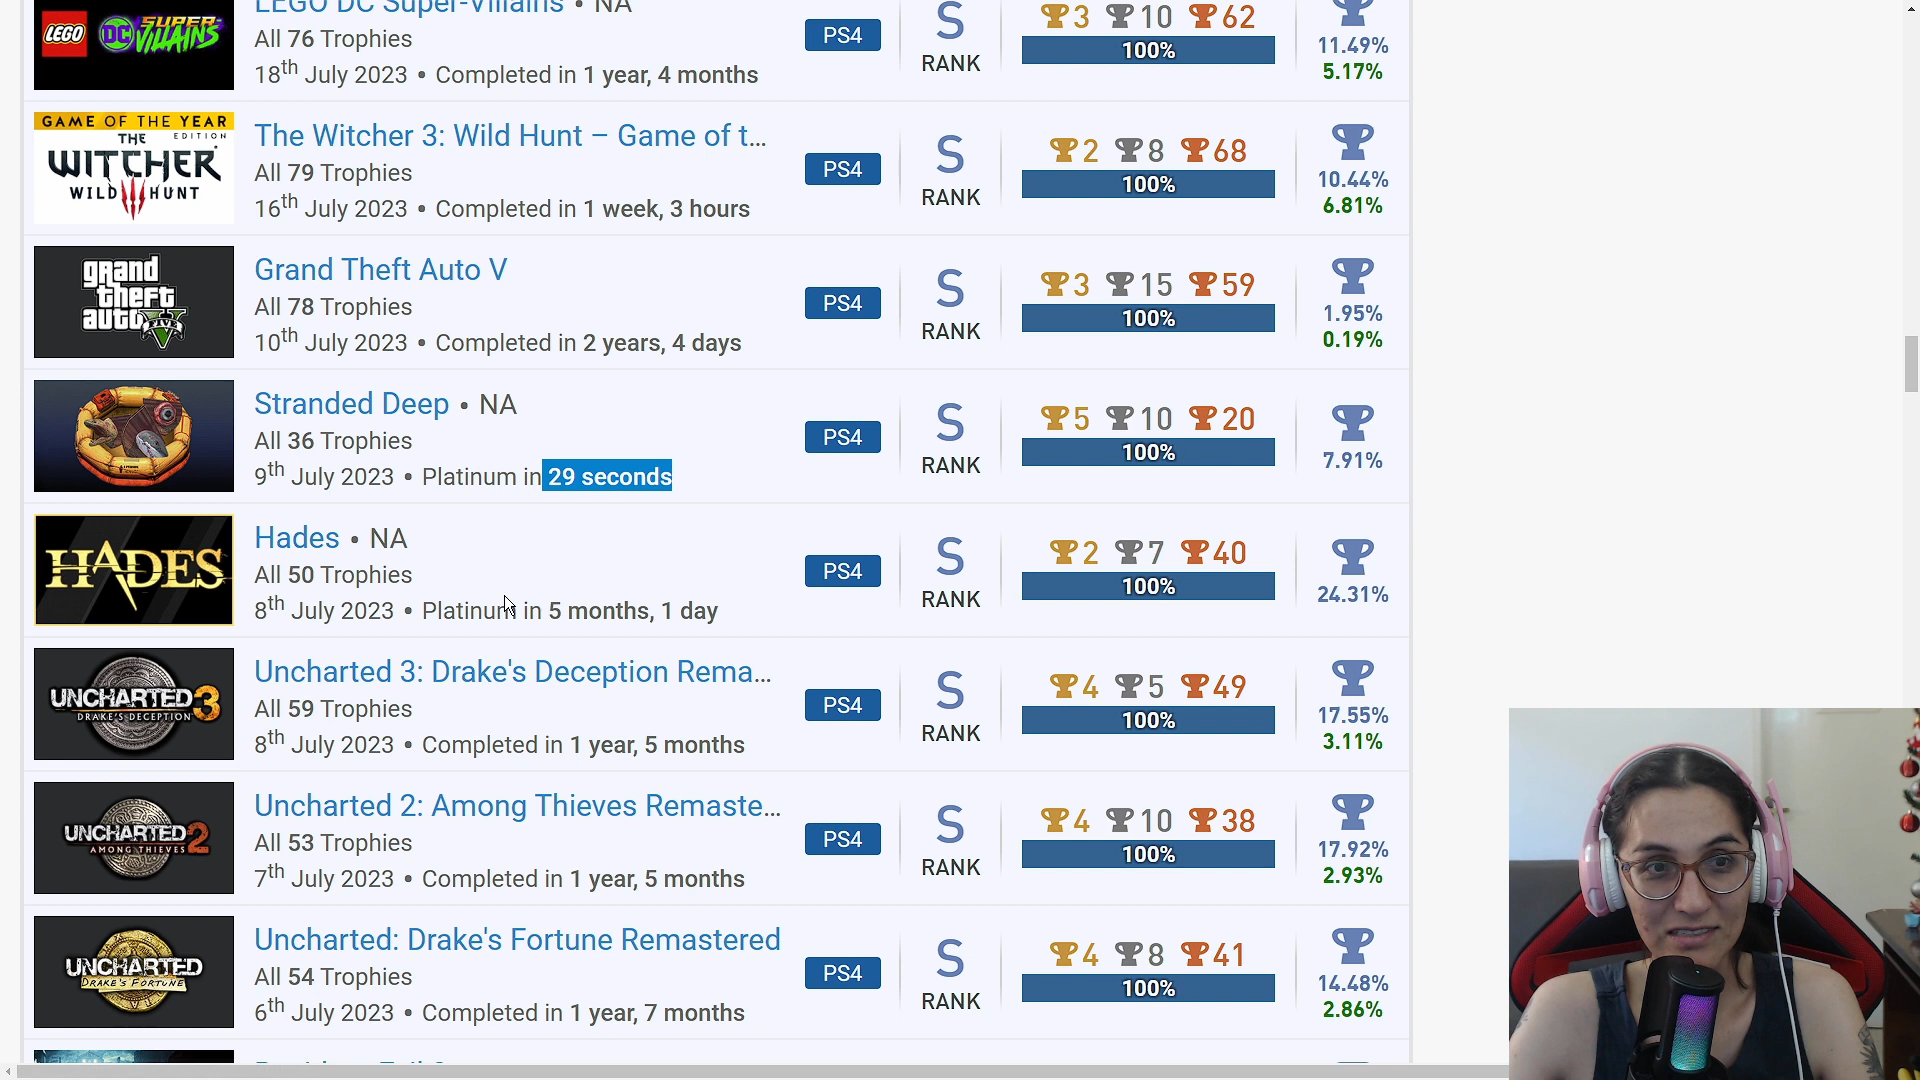 LEGO DC SUPER-VILLAINS
LEGO DC Super-Villains • NA
All 76 Trophies
18th July 2023 • Completed in 1 year, 4 months
PS4
S
RANK
3 10 62
100%
11.49%
5.17%
GAME OF THE YEAR
EDITION
THE
WITCHER
WILD HUNT
The Witcher 3: Wild Hunt – Game of t...
All 79 Trophies
16th July 2023 • Completed in 1 week, 3 hours
PS4
S
RANK
2 8 68
100%
10.44%
6.81%
grand
theft
auto
FIVE
Grand Theft Auto V
All 78 Trophies
10th July 2023 • Completed in 2 years, 4 days
PS4
S
RANK
3 15 59
100%
1.95%
0.19%
Stranded Deep • NA
All 36 Trophies
9th July 2023 • Platinum in 29 seconds
PS4
S
RANK
5 10 20
100%
7.91%
HADES
Hades • NA
All 50 Trophies
8th July 2023 • Platinum in 5 months, 1 day
PS4
S
RANK
2 7 40
100%
24.31%
UNCHARTED 3
DRAKE'S DECEPTION
Uncharted 3: Drake's Deception Rema...
All 59 Trophies
8th July 2023 • Completed in 1 year, 5 months
PS4
S
RANK
4 5 49
100%
17.55%
3.11%
UNCHARTED 2
AMONG THIEVES
Uncharted 2: Among Thieves Remaste...
All 53 Trophies
7th July 2023 • Completed in 1 year, 5 months
PS4
S
RANK
4 10 38
100%
17.92%
2.93%
UNCHARTED
DRAKE'S FORTUNE
Uncharted: Drake's Fortune Remastered
All 54 Trophies
6th July 2023 • Completed in 1 year, 7 months
PS4
S
RANK
4 8 41
100%
14.48%
2.86%